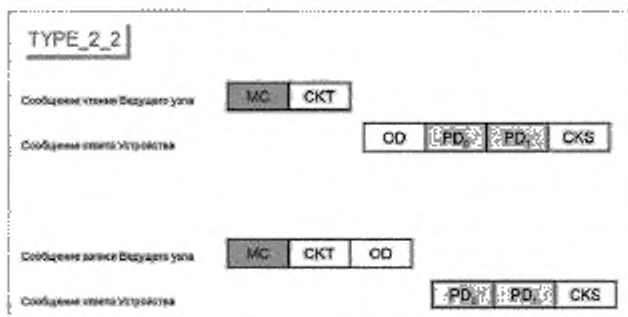 TYPE_2_2
Сообщение чтения Ведущего узла MC CKT
Сообщение ответа Устройства OD PD0 PD1 CKS
Сообщение записи Ведущего узла MC CKT OD
Сообщение ответа Устройства PD0 PD1 CKS